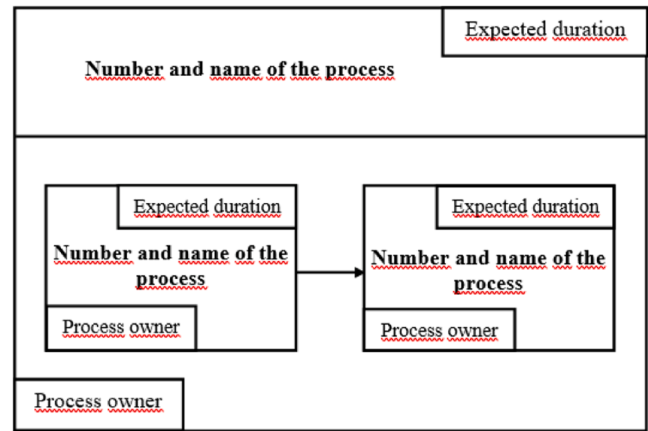 Expected duration
Number and name of the process
Expected duration
Number and name of the
process
Process owner
Expected duration
Number and name of the
process
Process owner
Process owner